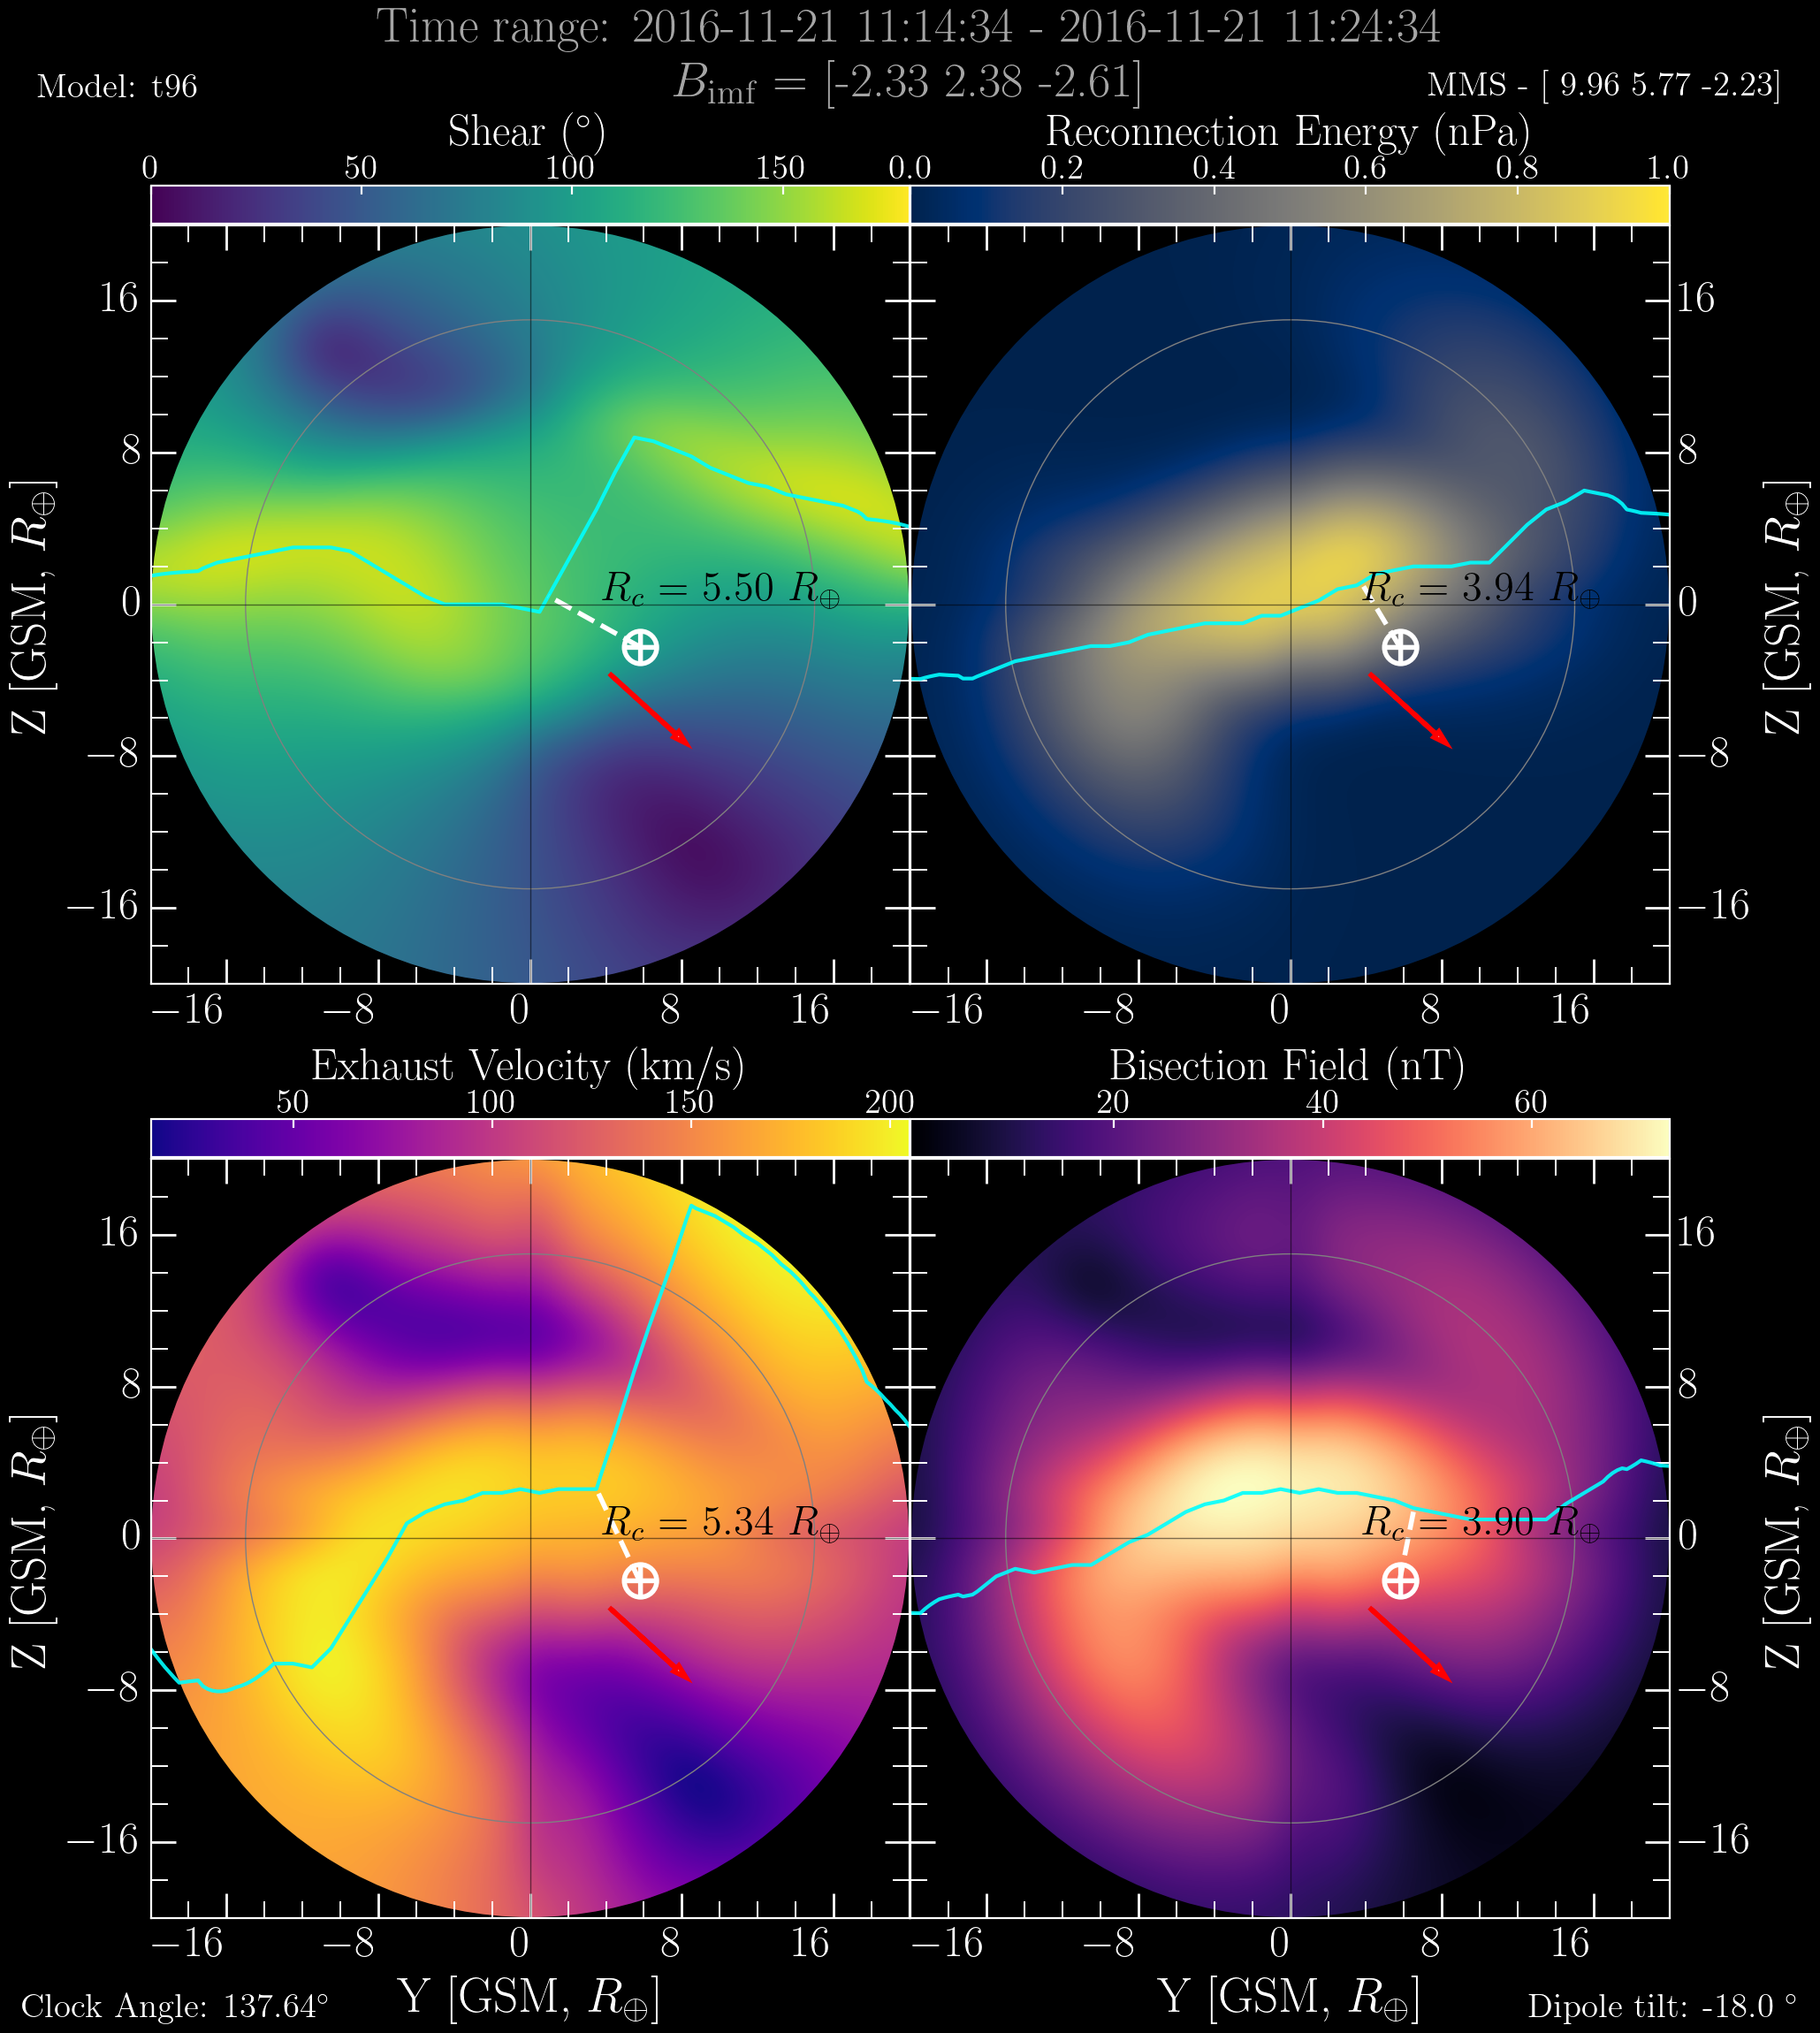 Time range: 2016-11-21 11:14:34 - 2016-11-21 11:24:34
Model: t96
B_imf = [-2.33 2.38 -2.61]
MMS - [ 9.96 5.77 -2.23]
Shear (°)
Reconnection Energy (nPa)
0 50 100 150
0.0 0.2 0.4 0.6 0.8 1.0
16
8
0
−8
−16
Z [GSM, R⊕]
R_c = 5.50 R⊕
R_c = 3.94 R⊕
16
8
0
−8
−16
Z [GSM, R⊕]
−16 −8 0 8 16
−16 −8 0 8 16
Exhaust Velocity (km/s)
Bisection Field (nT)
50 100 150 200
20 40 60
16
8
0
−8
−16
Z [GSM, R⊕]
R_c = 5.34 R⊕
R_c = 3.90 R⊕
16
8
0
−8
−16
Z [GSM, R⊕]
−16 −8 0 8 16
−16 −8 0 8 16
Y [GSM, R⊕]
Y [GSM, R⊕]
Clock Angle: 137.64°
Dipole tilt: -18.0 °